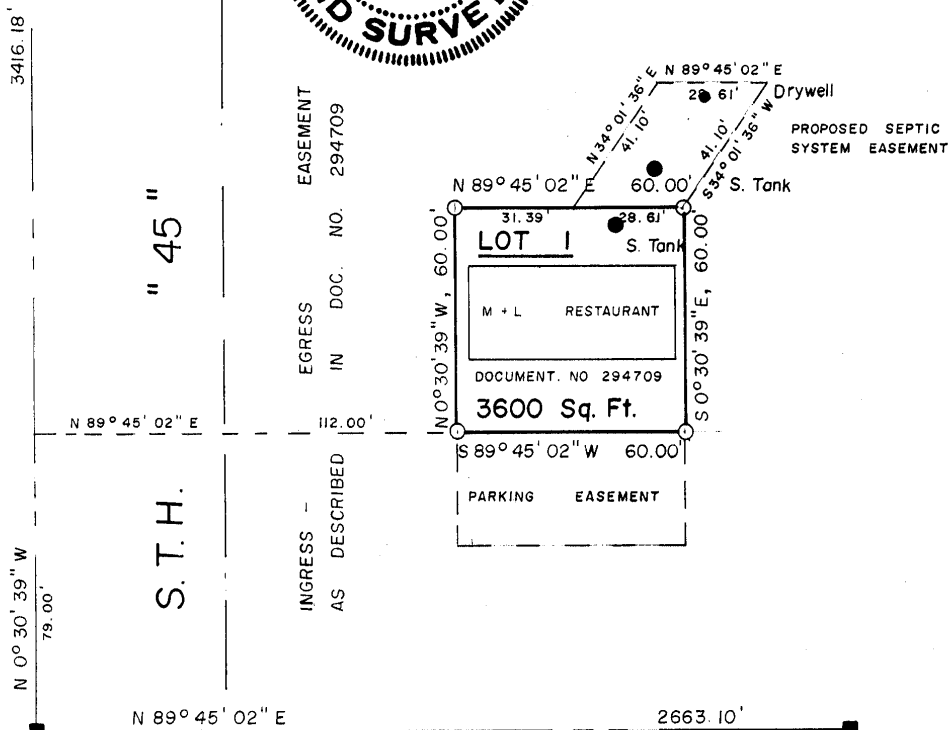 SURVE
3416.18'
N 89° 45' 02" E
28.61'
Drywell
N 34° 01' 36" E
41.10'
41.10'
S 34° 01' 36" W
PROPOSED SEPTIC
SYSTEM EASEMENT
N 89° 45' 02" E 60.00'
S. Tank
31.39'
28.61'
LOT 1
S. Tank
N 0° 30' 39" W, 60.00'
S 0° 30' 39" E, 60.00'
M + L RESTAURANT
DOCUMENT. NO 294709
3600 Sq. Ft.
S 89° 45' 02" W 60.00'
PARKING EASEMENT
S. T. H. "45"
INGRESS - EGRESS EASEMENT
AS DESCRIBED IN DOC. NO. 294709
N 89° 45' 02" E 112.00'
N 0° 30' 39" W
79.00'
N 89° 45' 02" E 2663.10'